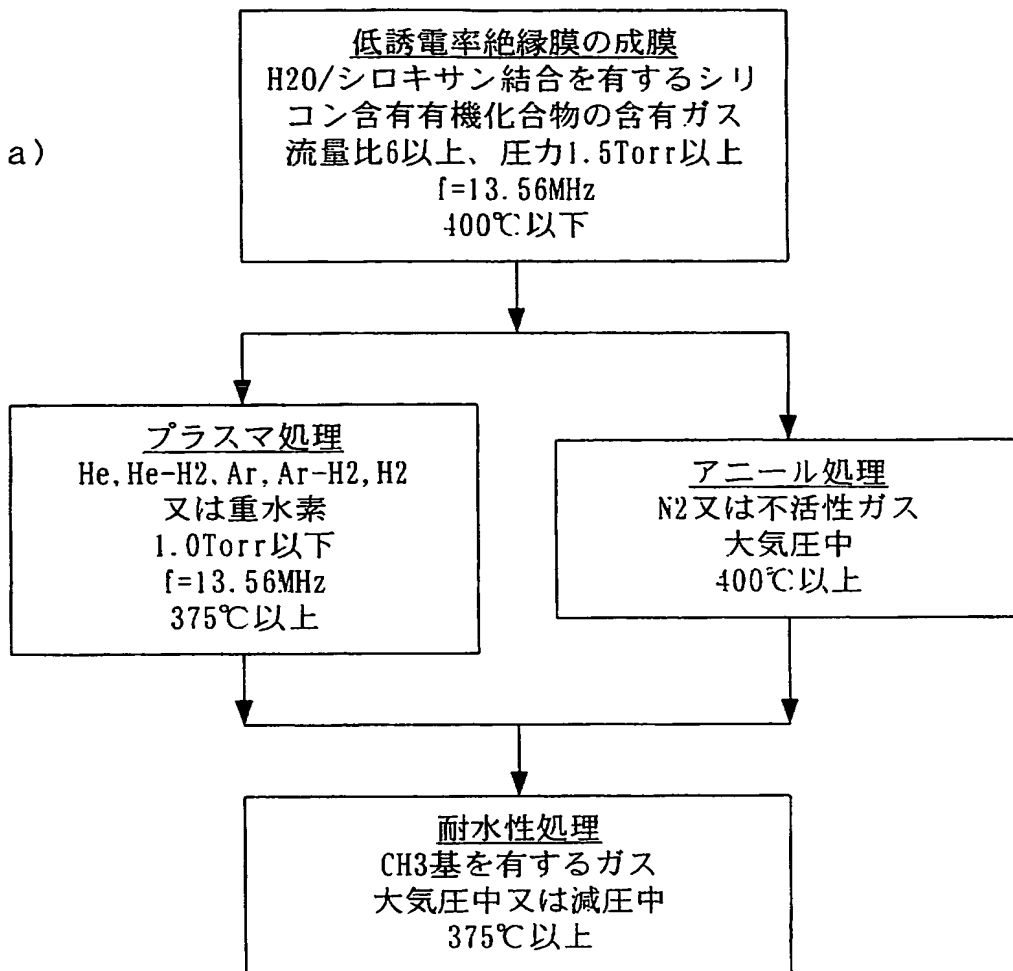 a)
低誘電率絶縁膜の成膜
H2O/シロキサン結合を有するシリ
コン含有有機化合物の含有ガス
流量比6以上、圧力1.5Torr以上
f=13.56MHz
400℃以下
プラスマ処理
He,He-H2、Ar,Ar-H2,H2
又は重水素
1.0Torr以下
f=13.56MHz
375℃以上
アニール処理
N2又は不活性ガス
大気圧中
400℃以上
耐水性処理
CH3基を有するガス
大気圧中又は減圧中
375℃以上